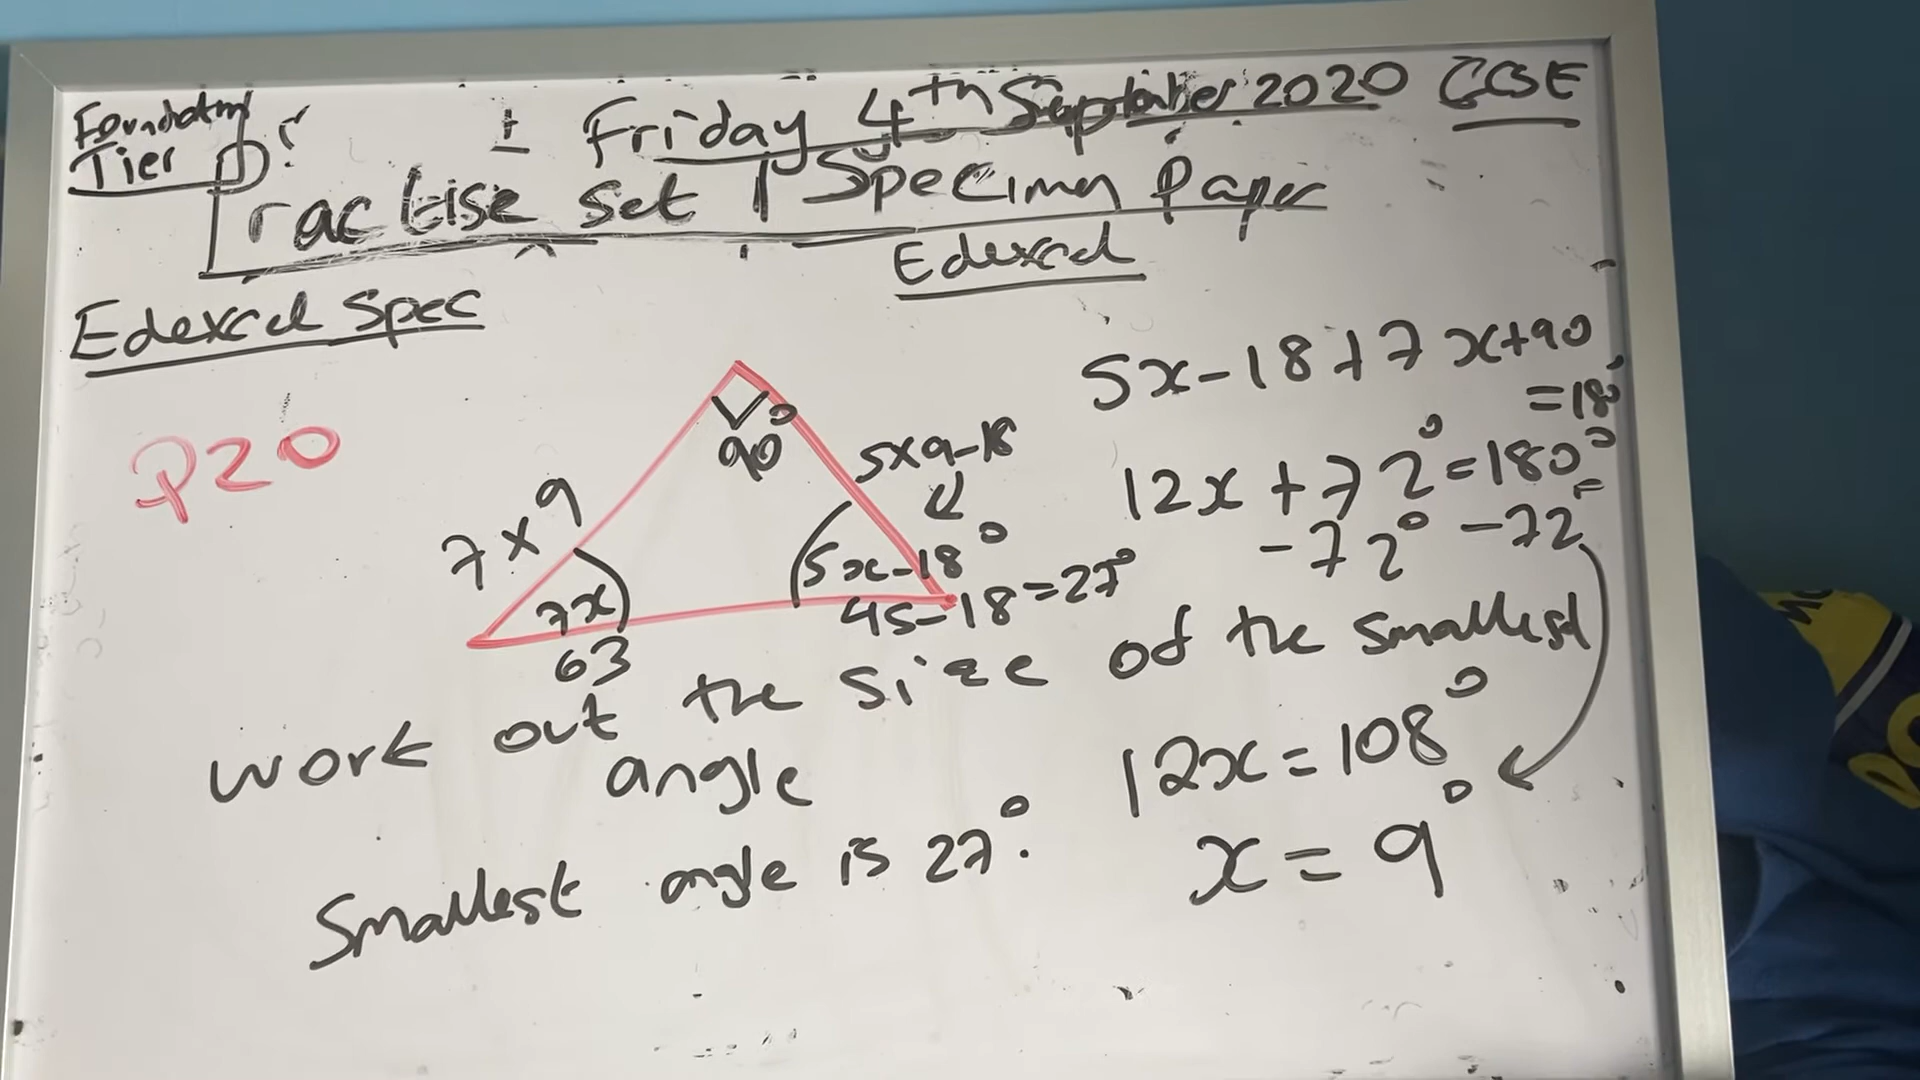 Foundation
Tier
Friday 4th September 2020 GCSE
Practise set 1 Specimen Paper
Edexcel
Edexcel Spec
P20
90°
5x9-18
7x9
7x
63
5x-18°
45-18=27°
5x-18+7x+90
=180°
12x+72°=180°
-72° -72°
work out the size of the smallest
angle
12x=108°
x=9°
Smallest angle is 27°.